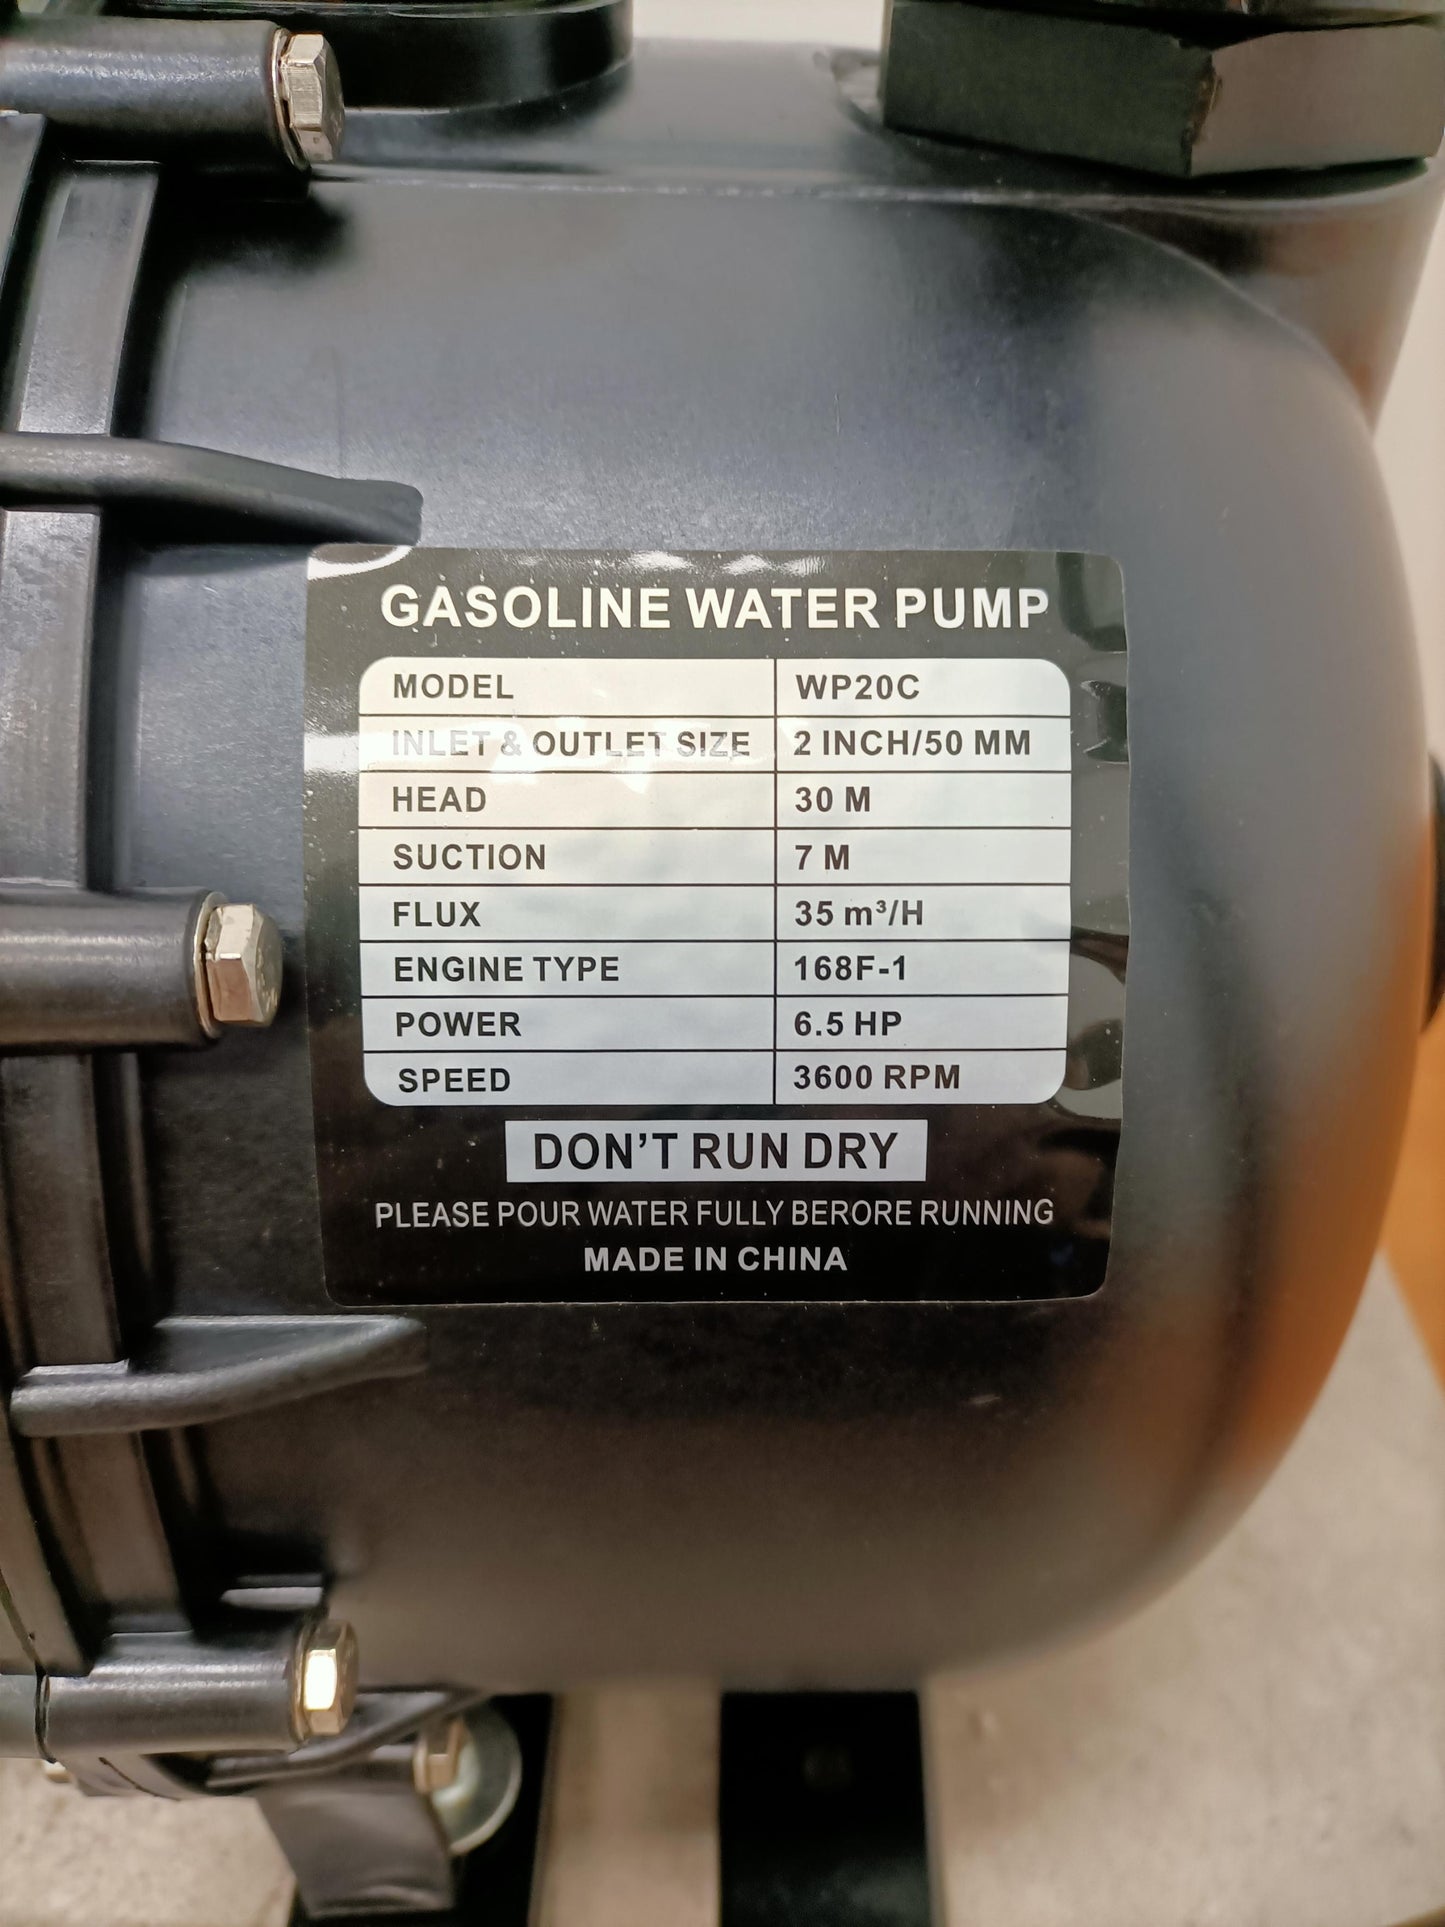 GASOLINE WATER PUMP
MODEL WP20C
INLET & OUTLET SIZE 2 INCH/50 MM
HEAD 30 M
SUCTION 7 M
FLUX 35 m³/H
ENGINE TYPE 168F-1
POWER 6.5 HP
SPEED 3600 RPM
DON'T RUN DRY
PLEASE POUR WATER FULLY BERORE RUNNING
MADE IN CHINA